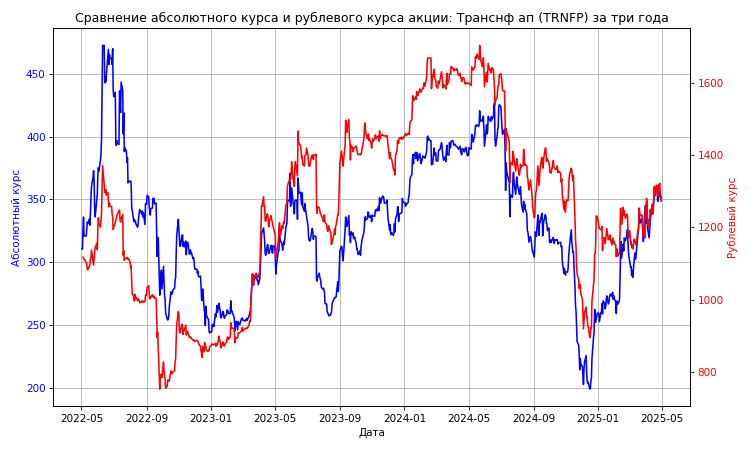 Сравнение абсолютного курса и рублевого курса акции: Транснф ап (TRNFP) за три года
Абсолютный курс
450
400
350
300
250
200
1600
1400
1200
1000
800
Рублевый курс
2022-05 2022-09 2023-01 2023-05 2023-09 2024-01 2024-05 2024-09 2025-01 2025-05
Дата